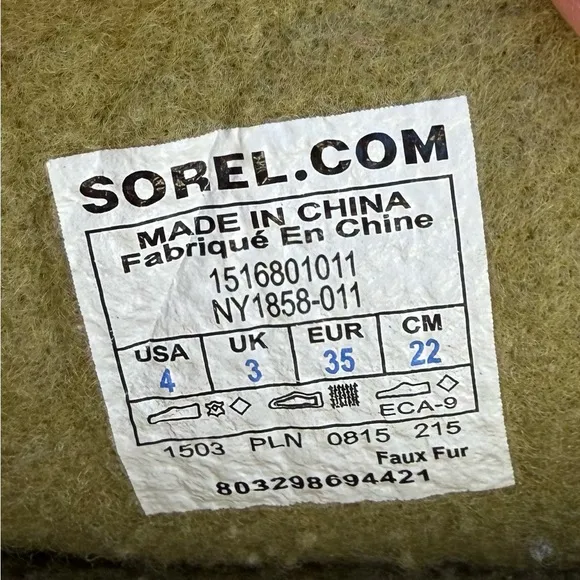 SOREL.COM
MADE IN CHINA
Fabriqué En Chine
1516801011
NY1858-011
USA UK EUR CM
4 3 35 22
ECA-9
1503 PLN 0815 215
Faux Fur
803298694421